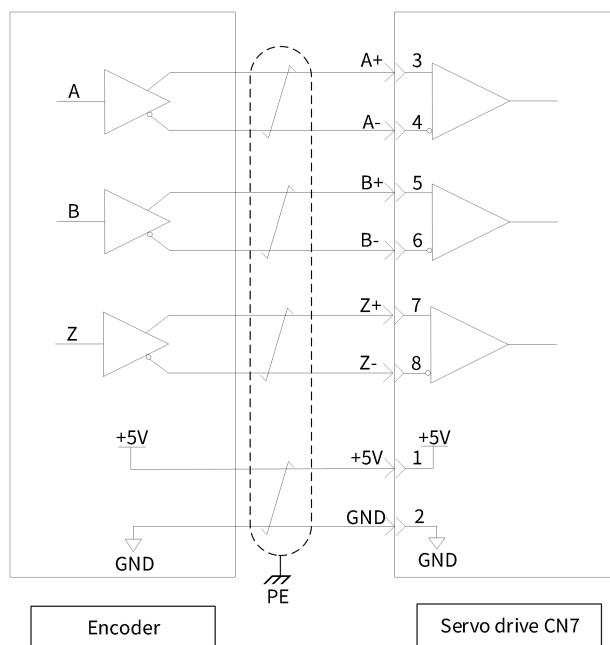 A
A+ 3
A- 4
B
B+ 5
B- 6
Z
Z+ 7
Z- 8
+5V
+5V 1
+5V
GND 2
GND
GND
PE
Encoder
Servo drive CN7